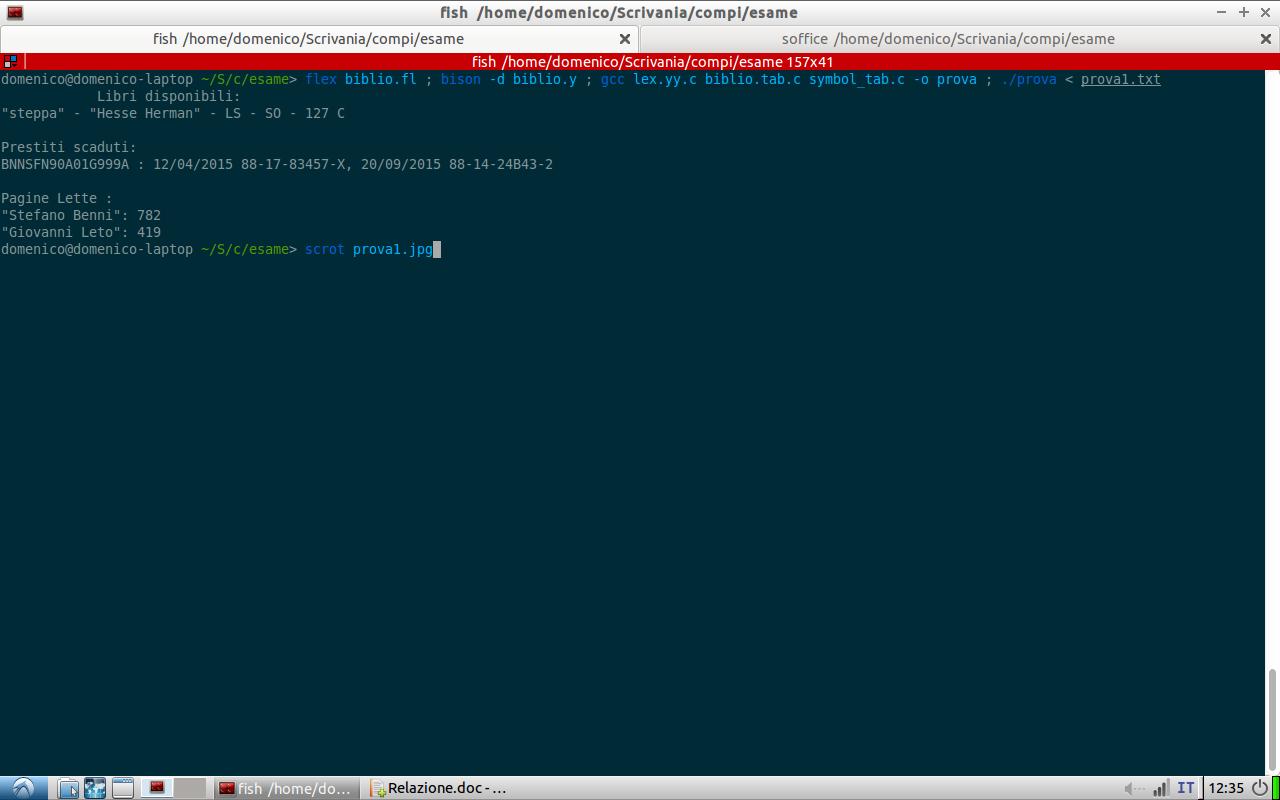 fish  /home/domenico/Scrivania/compi/esame
fish /home/domenico/Scrivania/compi/esame
soffice /home/domenico/Scrivania/compi/esame
fish /home/domenico/Scrivania/compi/esame 157x41
domenico@domenico-laptop ~/S/c/esame> flex biblio.fl ; bison -d biblio.y ; gcc lex.yy.c biblio.tab.c symbol_tab.c -o prova ; ./prova < prova1.txt
Libri disponibili:
"steppa" - "Hesse Herman" - LS - SO - 127 C
Prestiti scaduti:
BNNSFN90A01G999A : 12/04/2015 88-17-83457-X, 20/09/2015 88-14-24B43-2
Pagine Lette :
"Stefano Benni": 782
"Giovanni Leto": 419
domenico@domenico-laptop ~/S/c/esame> scrot prova1.jpg
fish /home/do... Relazione.doc - ... IT 12:35